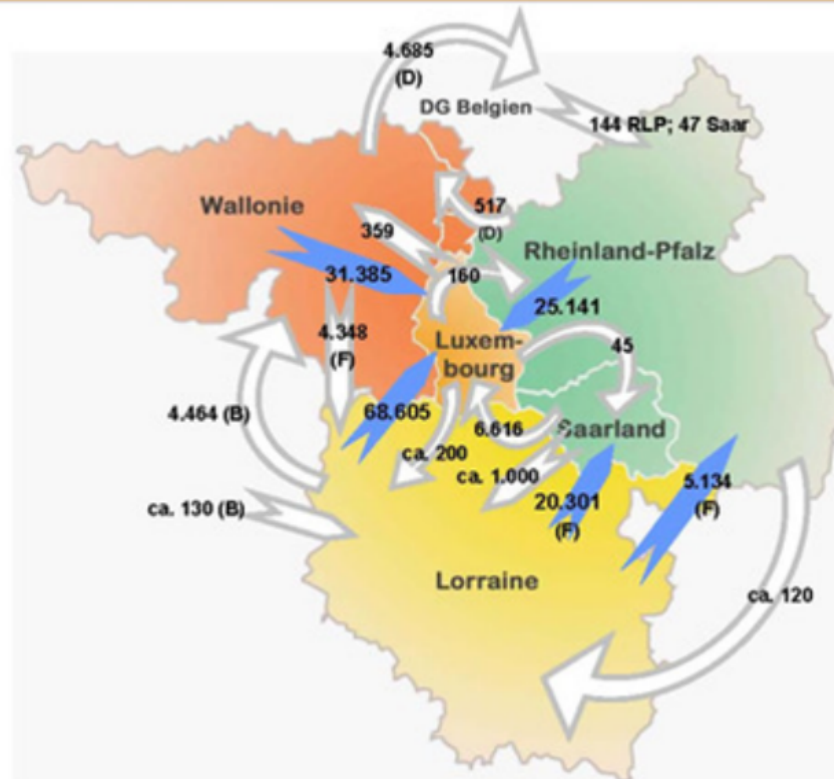 4.685
(D)
DG Belgien
144 RLP; 47 Saar
Wallonie
517
(D)
359
Rheinland-Pfalz
31.385
160
25.141
4.348
(F)
Luxem-
bourg
45
4.464 (B)
68.605
6.616
Saarland
ca. 200
ca. 1.000
20.301
(F)
5.134
(F)
ca. 130 (B)
Lorraine
ca. 120